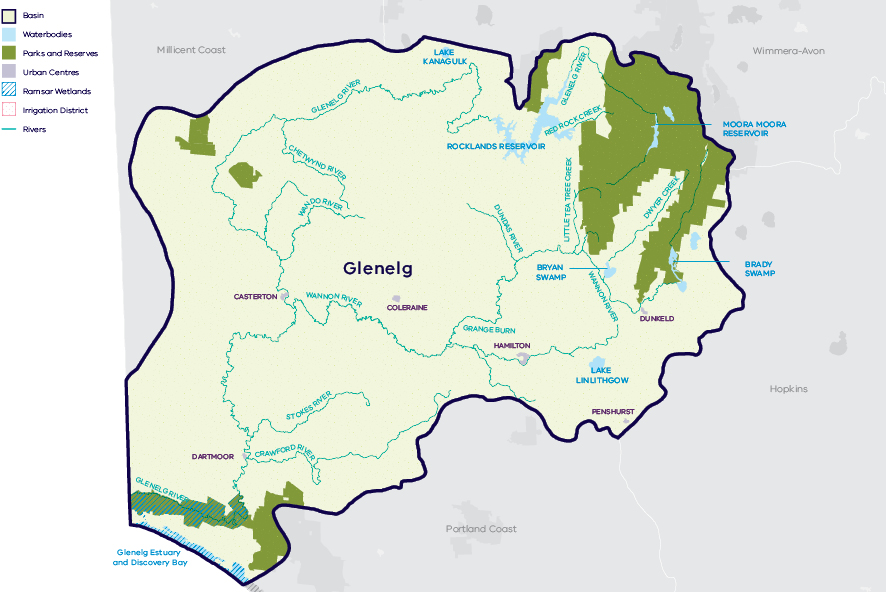 Basin
Waterbodies
Parks and Reserves
Urban Centres
Ramsar Wetlands
Irrigation District
Rivers
Millicent Coast
Wimmera-Avon
LAKE
KANAGULK
GLENELG RIVER
GLENELG RIVER
RED ROCK CREEK
MOORA MOORA
RESERVOIR
ROCKLANDS RESERVOIR
CHETWYND RIVER
LITTLE TEA TREE CREEK
DWYER CREEK
WANDO RIVER
DUNDAS RIVER
Glenelg
BRYAN
SWAMP
BRADY
SWAMP
CASTERTON
WANNON RIVER
COLERAINE
WANNON RIVER
DUNKELD
GRANGE BURN
HAMILTON
LAKE
LINLITHGOW
Hopkins
STOKES RIVER
PENSHURST
DARTMOOR
CRAWFORD RIVER
GLENELG RIVER
Portland Coast
Glenelg Estuary
and Discovery Bay